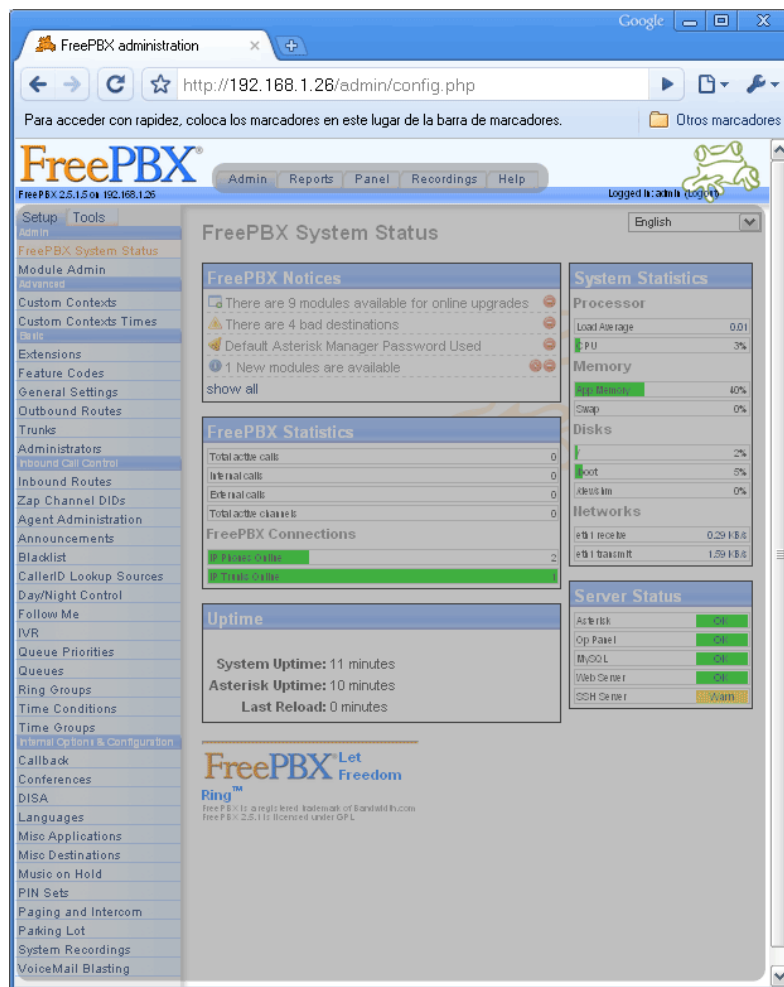 Google
FreePBX administration
http://192.168.1.26/admin/config.php
Para acceder con rapidez, coloca los marcadores en este lugar de la barra de marcadores.
Otros marcadores
FreePBX®
Admin Reports Panel Recordings Help
FreePBX 2.5.1.5 on 192.168.1.26
Logged in: admin (Logout)
Setup Tools
Admin
FreePBX System Status
Module Admin
Advanced
Custom Contexts
Custom Contexts Times
Basic
Extensions
Feature Codes
General Settings
Outbound Routes
Trunks
Administrators
Inbound Call Control
Inbound Routes
Zap Channel DIDs
Agent Administration
Announcements
Blacklist
CallerID Lookup Sources
Day/Night Control
Follow Me
IVR
Queue Priorities
Queues
Ring Groups
Time Conditions
Time Groups
Internal Options & Configuration
Callback
Conferences
DISA
Languages
Misc Applications
Misc Destinations
Music on Hold
PIN Sets
Paging and Intercom
Parking Lot
System Recordings
VoiceMail Blasting
FreePBX System Status
English
FreePBX Notices
There are 9 modules available for online upgrades
There are 4 bad destinations
Default Asterisk Manager Password Used
1 New modules are available
show all
FreePBX Statistics
Total active calls 0
Internal calls 0
External calls 0
Total active channels 0
FreePBX Connections
IP Phones Online 2
IP Trunks Online 1
Uptime
System Uptime: 11 minutes
Asterisk Uptime: 10 minutes
Last Reload: 0 minutes
System Statistics
Processor
Load Average 0.01
CPU 3%
Memory
App Memory 40%
Swap 0%
Disks
/ 2%
/boot 5%
/dev/shm 0%
Networks
eth1 receive 0.29 KB/s
eth1 transmit 1.59 KB/s
Server Status
Asterisk OK
Op Panel OK
MySQL OK
Web Server OK
SSH Server Warn
FreePBX® Let Freedom Ring™
FreePBX is a registered trademark of Bandwidth.com
FreePBX 2.5.1 is licensed under GPL